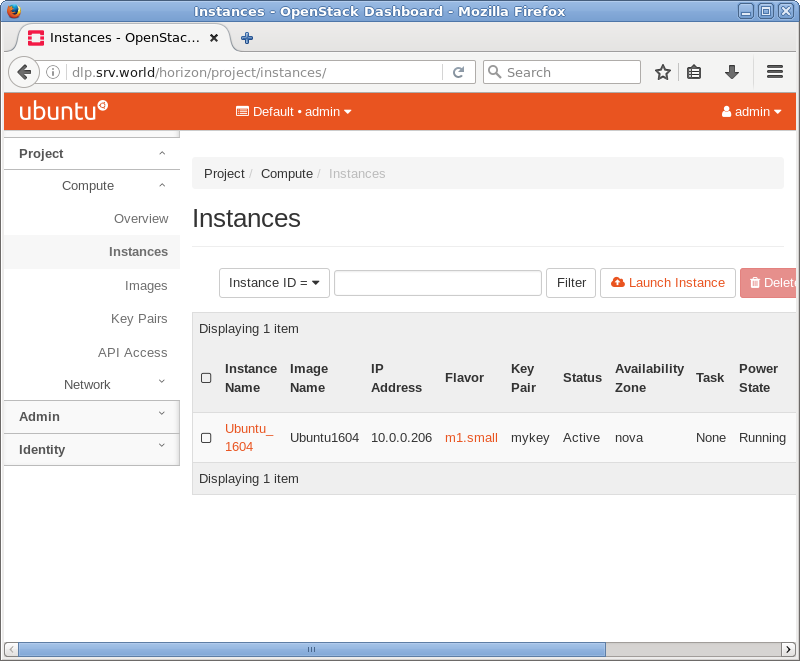 Instances - OpenStack Dashboard - Mozilla Firefox
Instances - OpenStac...
dlp.srv.world/horizon/project/instances/
Search
ubuntu
Default • admin
admin
Project
Compute
Overview
Instances
Images
Key Pairs
API Access
Network
Admin
Identity
Project / Compute / Instances
Instances
Instance ID = Filter Launch Instance Delete
Displaying 1 item
Instance Name Image Name IP Address Flavor Key Pair Status Availability Zone Task Power State
Ubuntu_1604 Ubuntu1604 10.0.0.206 m1.small mykey Active nova None Running
Displaying 1 item